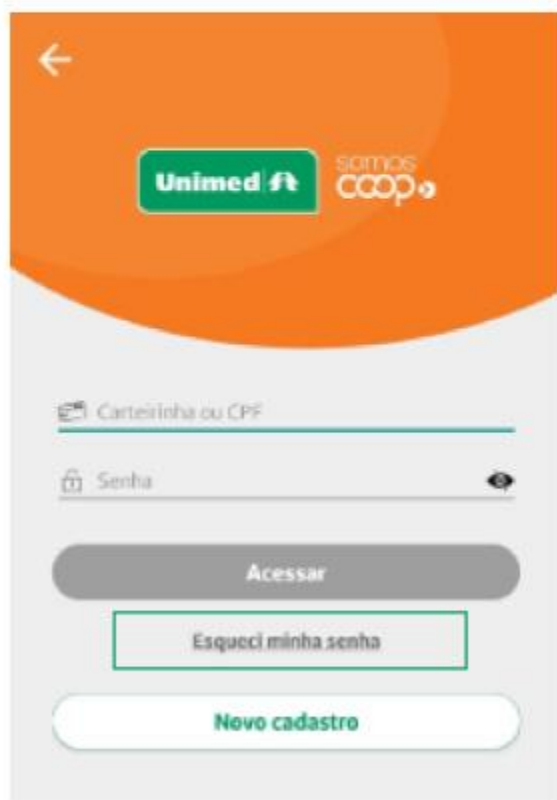 Unimed
somos
coop
Carteirinha ou CPF
Senha
Acessar
Esqueci minha senha
Novo cadastro